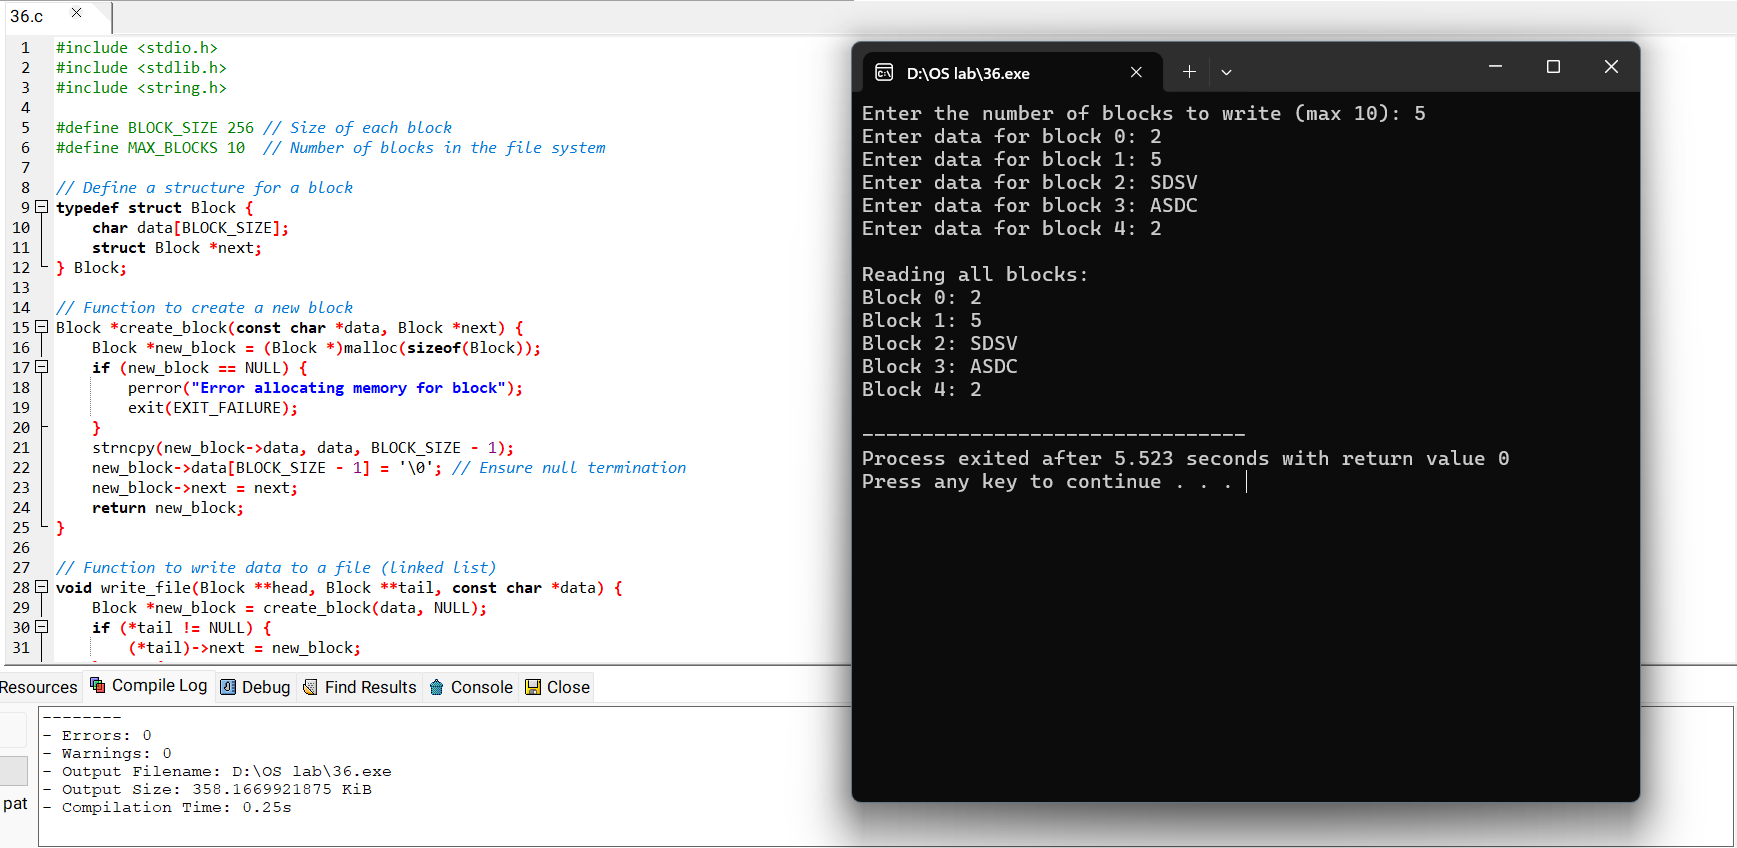 36.c
1 #include <stdio.h>
2 #include <stdlib.h>
3 #include <string.h>
4
5 #define BLOCK_SIZE 256 // Size of each block
6 #define MAX_BLOCKS 10  // Number of blocks in the file system
7
8 // Define a structure for a block
9 typedef struct Block {
10     char data[BLOCK_SIZE];
11     struct Block *next;
12 } Block;
13
14 // Function to create a new block
15 Block *create_block(const char *data, Block *next) {
16     Block *new_block = (Block *)malloc(sizeof(Block));
17     if (new_block == NULL) {
18         perror("Error allocating memory for block");
19         exit(EXIT_FAILURE);
20     }
21     strncpy(new_block->data, data, BLOCK_SIZE - 1);
22     new_block->data[BLOCK_SIZE - 1] = '\0'; // Ensure null termination
23     new_block->next = next;
24     return new_block;
25 }
26
27 // Function to write data to a file (linked list)
28 void write_file(Block **head, Block **tail, const char *data) {
29     Block *new_block = create_block(data, NULL);
30     if (*tail != NULL) {
31         (*tail)->next = new_block;
Resources Compile Log Debug Find Results Console Close
--------
- Errors: 0
- Warnings: 0
- Output Filename: D:\OS lab\36.exe
- Output Size: 358.1669921875 KiB
- Compilation Time: 0.25s
pat
D:\OS lab\36.exe
Enter the number of blocks to write (max 10): 5
Enter data for block 0: 2
Enter data for block 1: 5
Enter data for block 2: SDSV
Enter data for block 3: ASDC
Enter data for block 4: 2
Reading all blocks:
Block 0: 2
Block 1: 5
Block 2: SDSV
Block 3: ASDC
Block 4: 2
--------------------------------
Process exited after 5.523 seconds with return value 0
Press any key to continue . . .